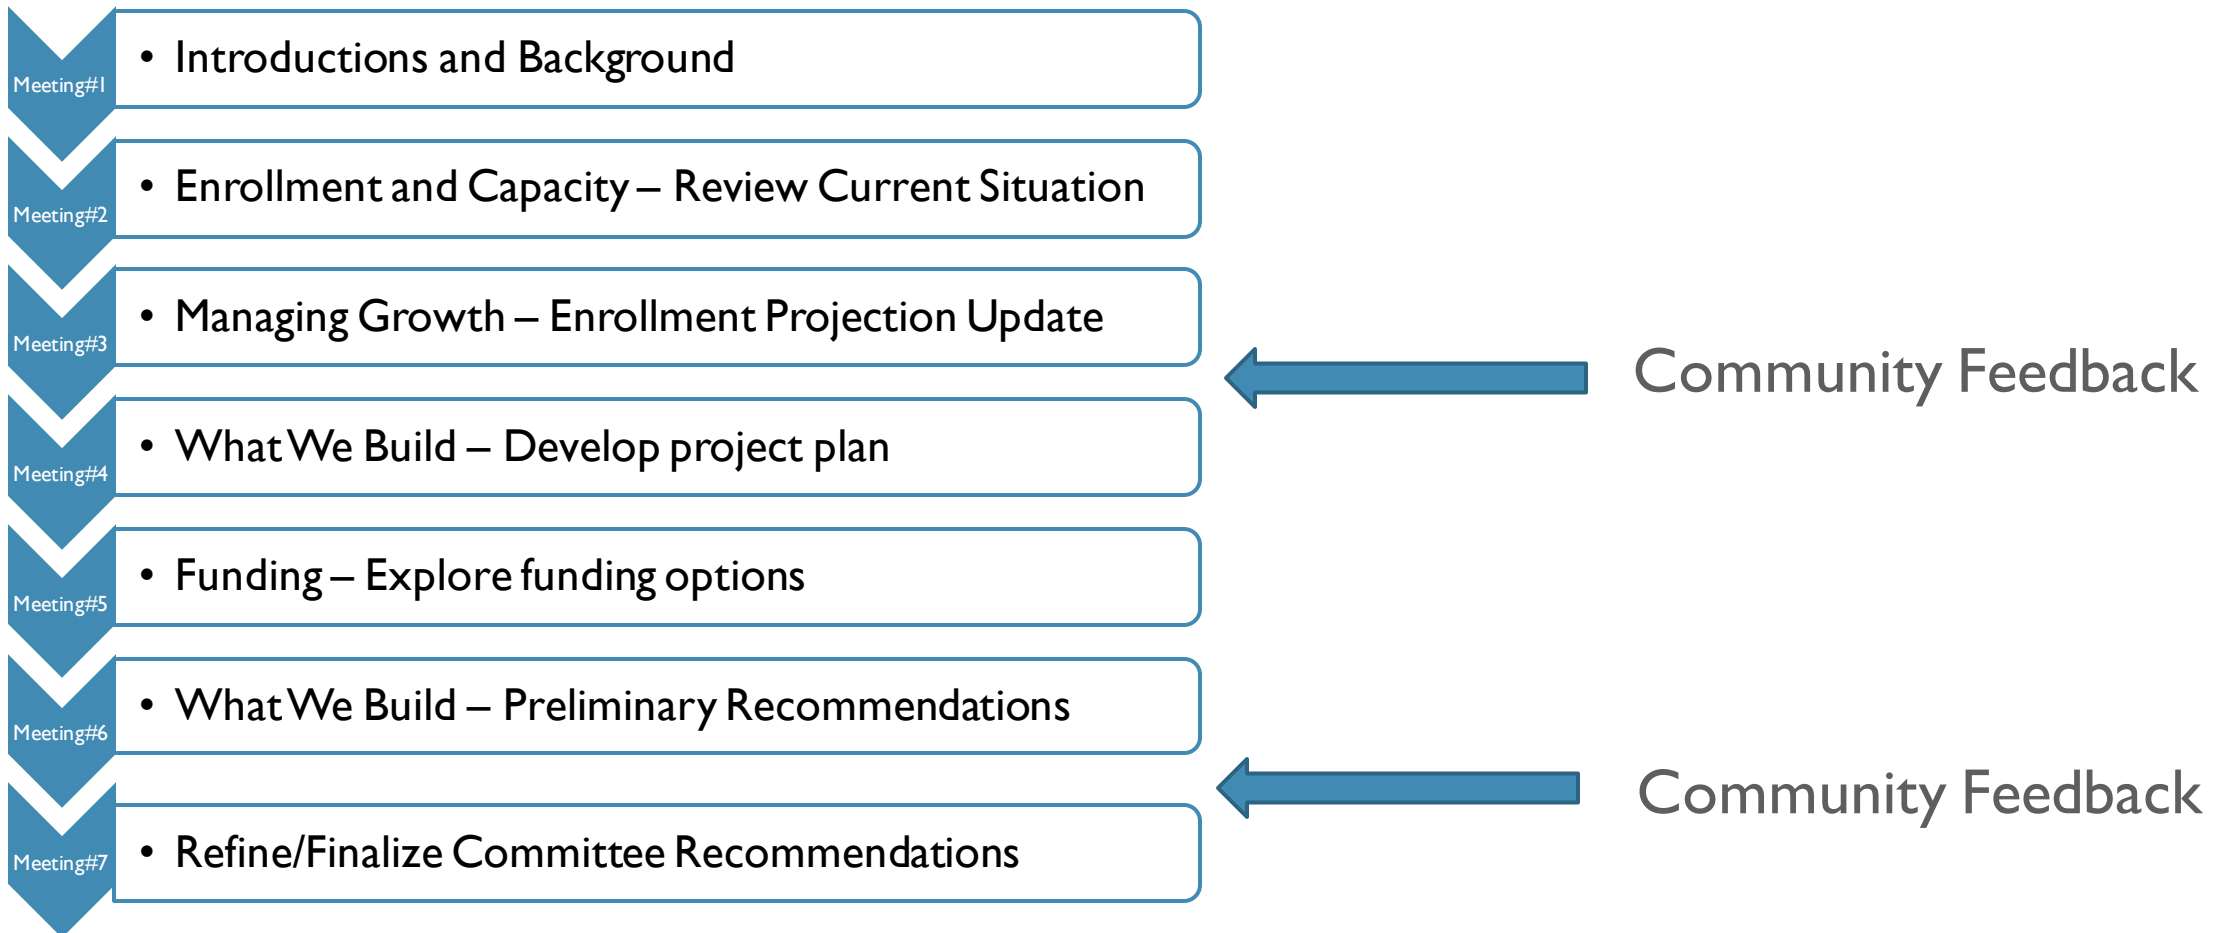 Meeting#1
• Introductions and Background
Meeting#2
• Enrollment and Capacity – Review Current Situation
Meeting#3
• Managing Growth – Enrollment Projection Update
Community Feedback
Meeting#4
• What We Build – Develop project plan
Meeting#5
• Funding – Explore funding options
Meeting#6
• What We Build – Preliminary Recommendations
Community Feedback
Meeting#7
• Refine/Finalize Committee Recommendations